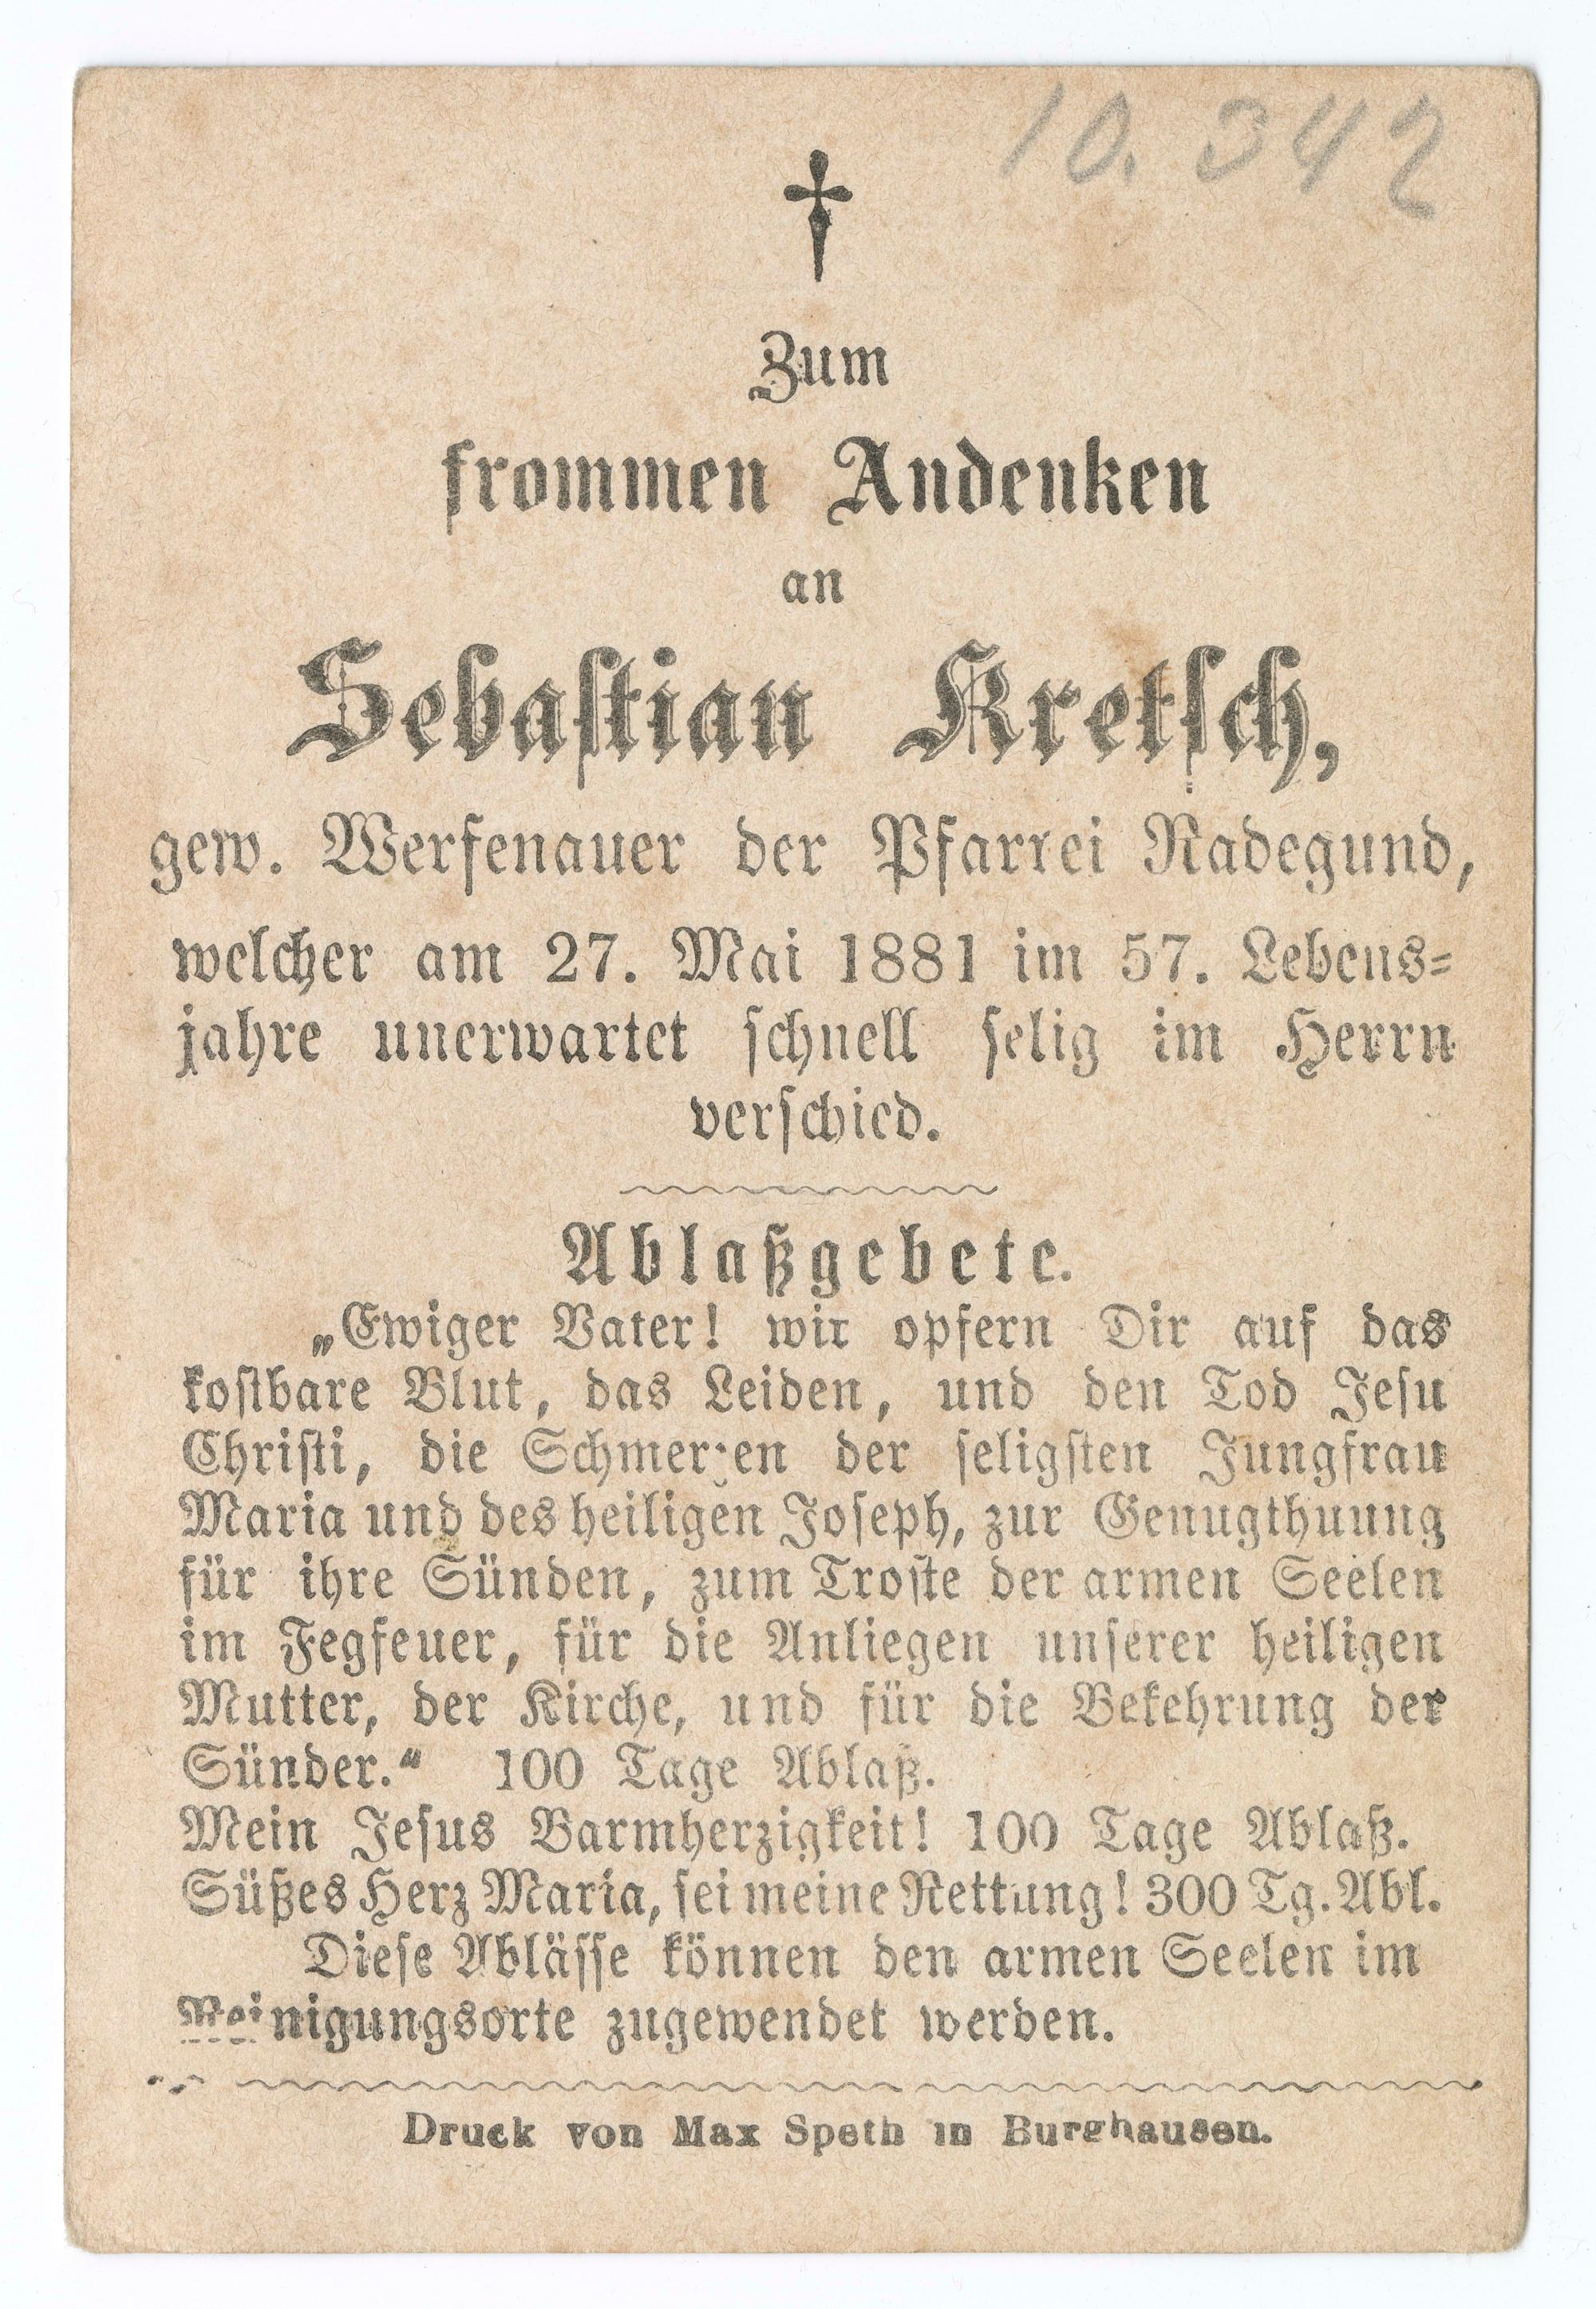 10. 342
Zum
frommen Andenken
an
Sebastian Kretsch,
gew. Werfenauer der Pfarrei Radegund,
welcher am 27. Mai 1881 im 57. Lebens-
jahre unerwartet schnell selig im Herrn
verschied.
Ablaßgebete.
„Ewiger Vater! wir opfern Dir auf das
kostbare Blut, das Leiden, und den Tod Jesu
Christi, die Schmerzen der seligsten Jungfrau
Maria und des heiligen Joseph, zur Genugthuung
für ihre Sünden, zum Troste der armen Seelen
im Fegfeuer, für die Anliegen unserer heiligen
Mutter, der Kirche, und für die Bekehrung der
Sünder.“ 100 Tage Ablaß.
Mein Jesus Barmherzigkeit! 100 Tage Ablaß.
Süßes Herz Maria, sei meine Rettung! 300 Tg. Abl.
Diese Ablässe können den armen Seelen im
Reinigungsorte zugewendet werden.
Druck von Max Speth in Burghausen.